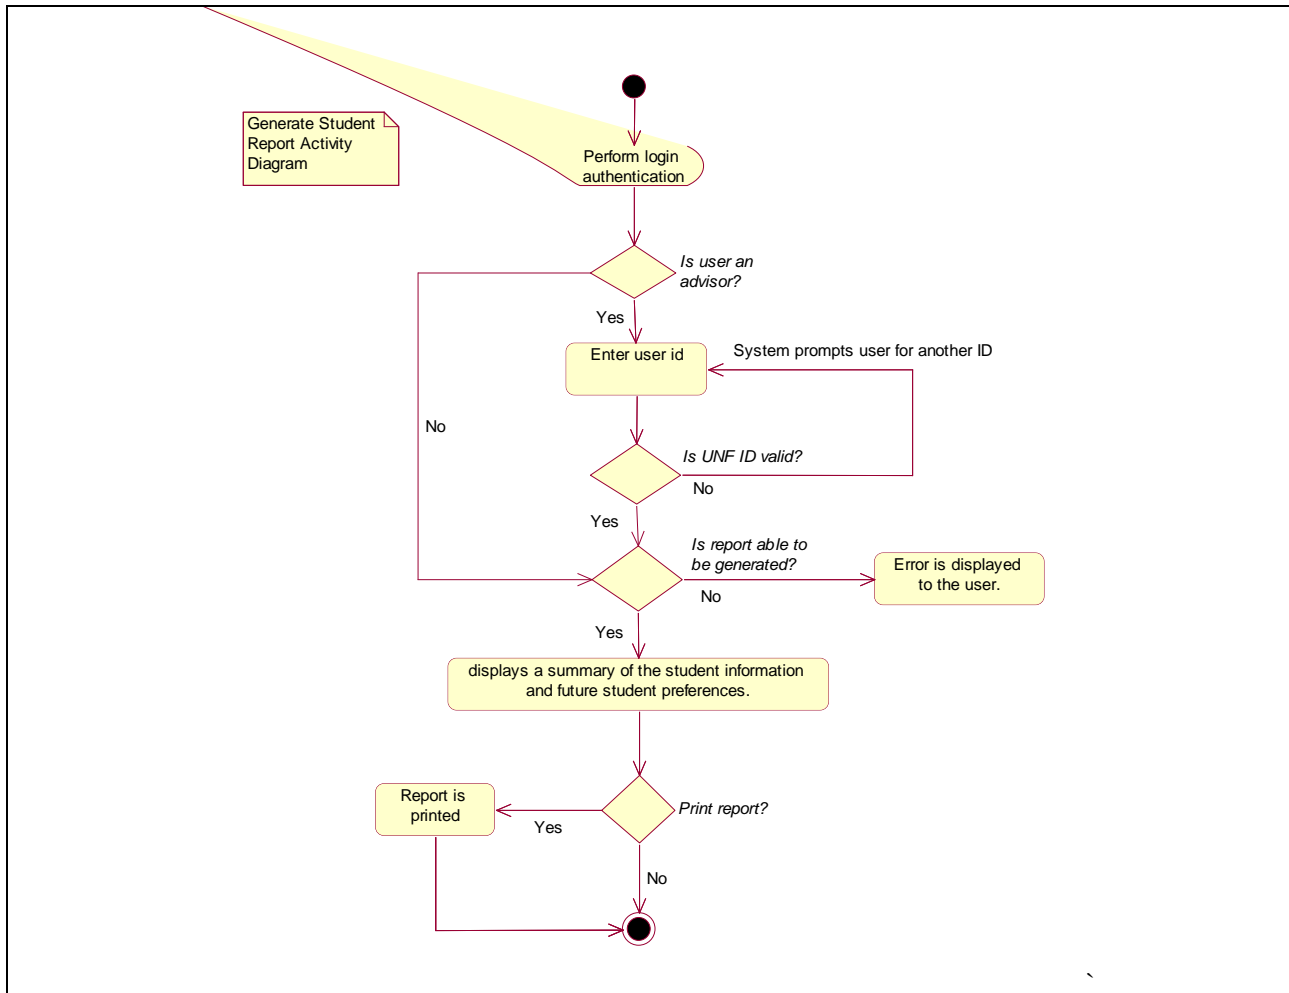 Generate Student
Report Activity
Diagram
Perform login
authentication
Is user an
advisor?
Yes
Enter user id
System prompts user for another ID
No
Is UNF ID valid?
No
Yes
Is report able to
be generated?
No
Error is displayed
to the user.
Yes
displays a summary of the student information
and future student preferences.
Report is
printed
Yes
Print report?
No
`